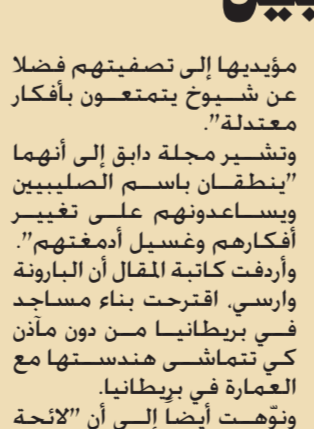 مؤيديها إلى تصفيتهم فضلا
عن شيوخ يتمتعون بأفكار
معتدلة”.
وتشير مجلة دابق إلى أنهما
”ينطقان باسم الصليبيين
ويساعدونهم على تغيير
أفكارهم وغسيل أدمغتهم”.
وأردفت كاتبة المقال أن البارونة
وارسي، اقترحت بناء مساجد
في بريطانيا من دون مآذن
كي تتماشى هندستها مع
العمارة في بريطانيا.
ونوّهت أيضاً إلى أن ”لائحة